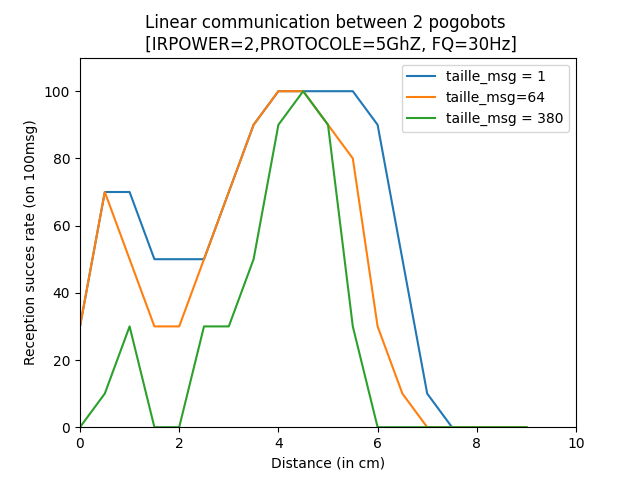 Linear communication between 2 pogobots
[IRPOWER=2,PROTOCOLE=5GhZ, FQ=30Hz]
taille_msg = 1
taille_msg=64
taille_msg = 380
Reception succes rate (on 100msg)
100
80
60
40
20
0
0 2 4 6 8 10
Distance (in cm)